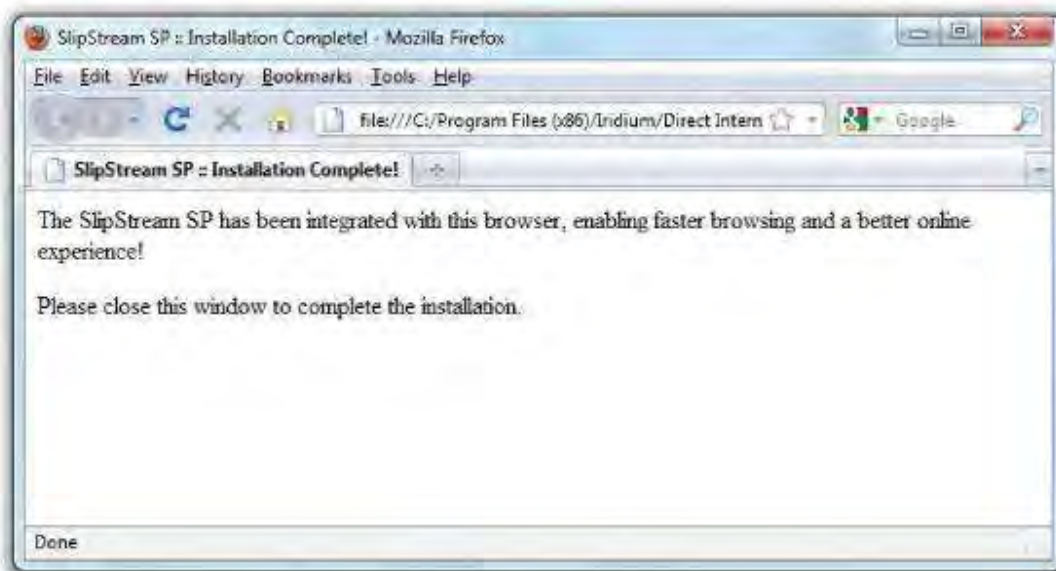 SlipStream SP :: Installation Complete! - Mozilla Firefox
File Edit View History Bookmarks Tools Help
file:///C:/Program Files (x86)/Iridium/Direct Intern
Google
SlipStream SP :: Installation Complete!
The SlipStream SP has been integrated with this browser, enabling faster browsing and a better online
experience!
Please close this window to complete the installation.
Done